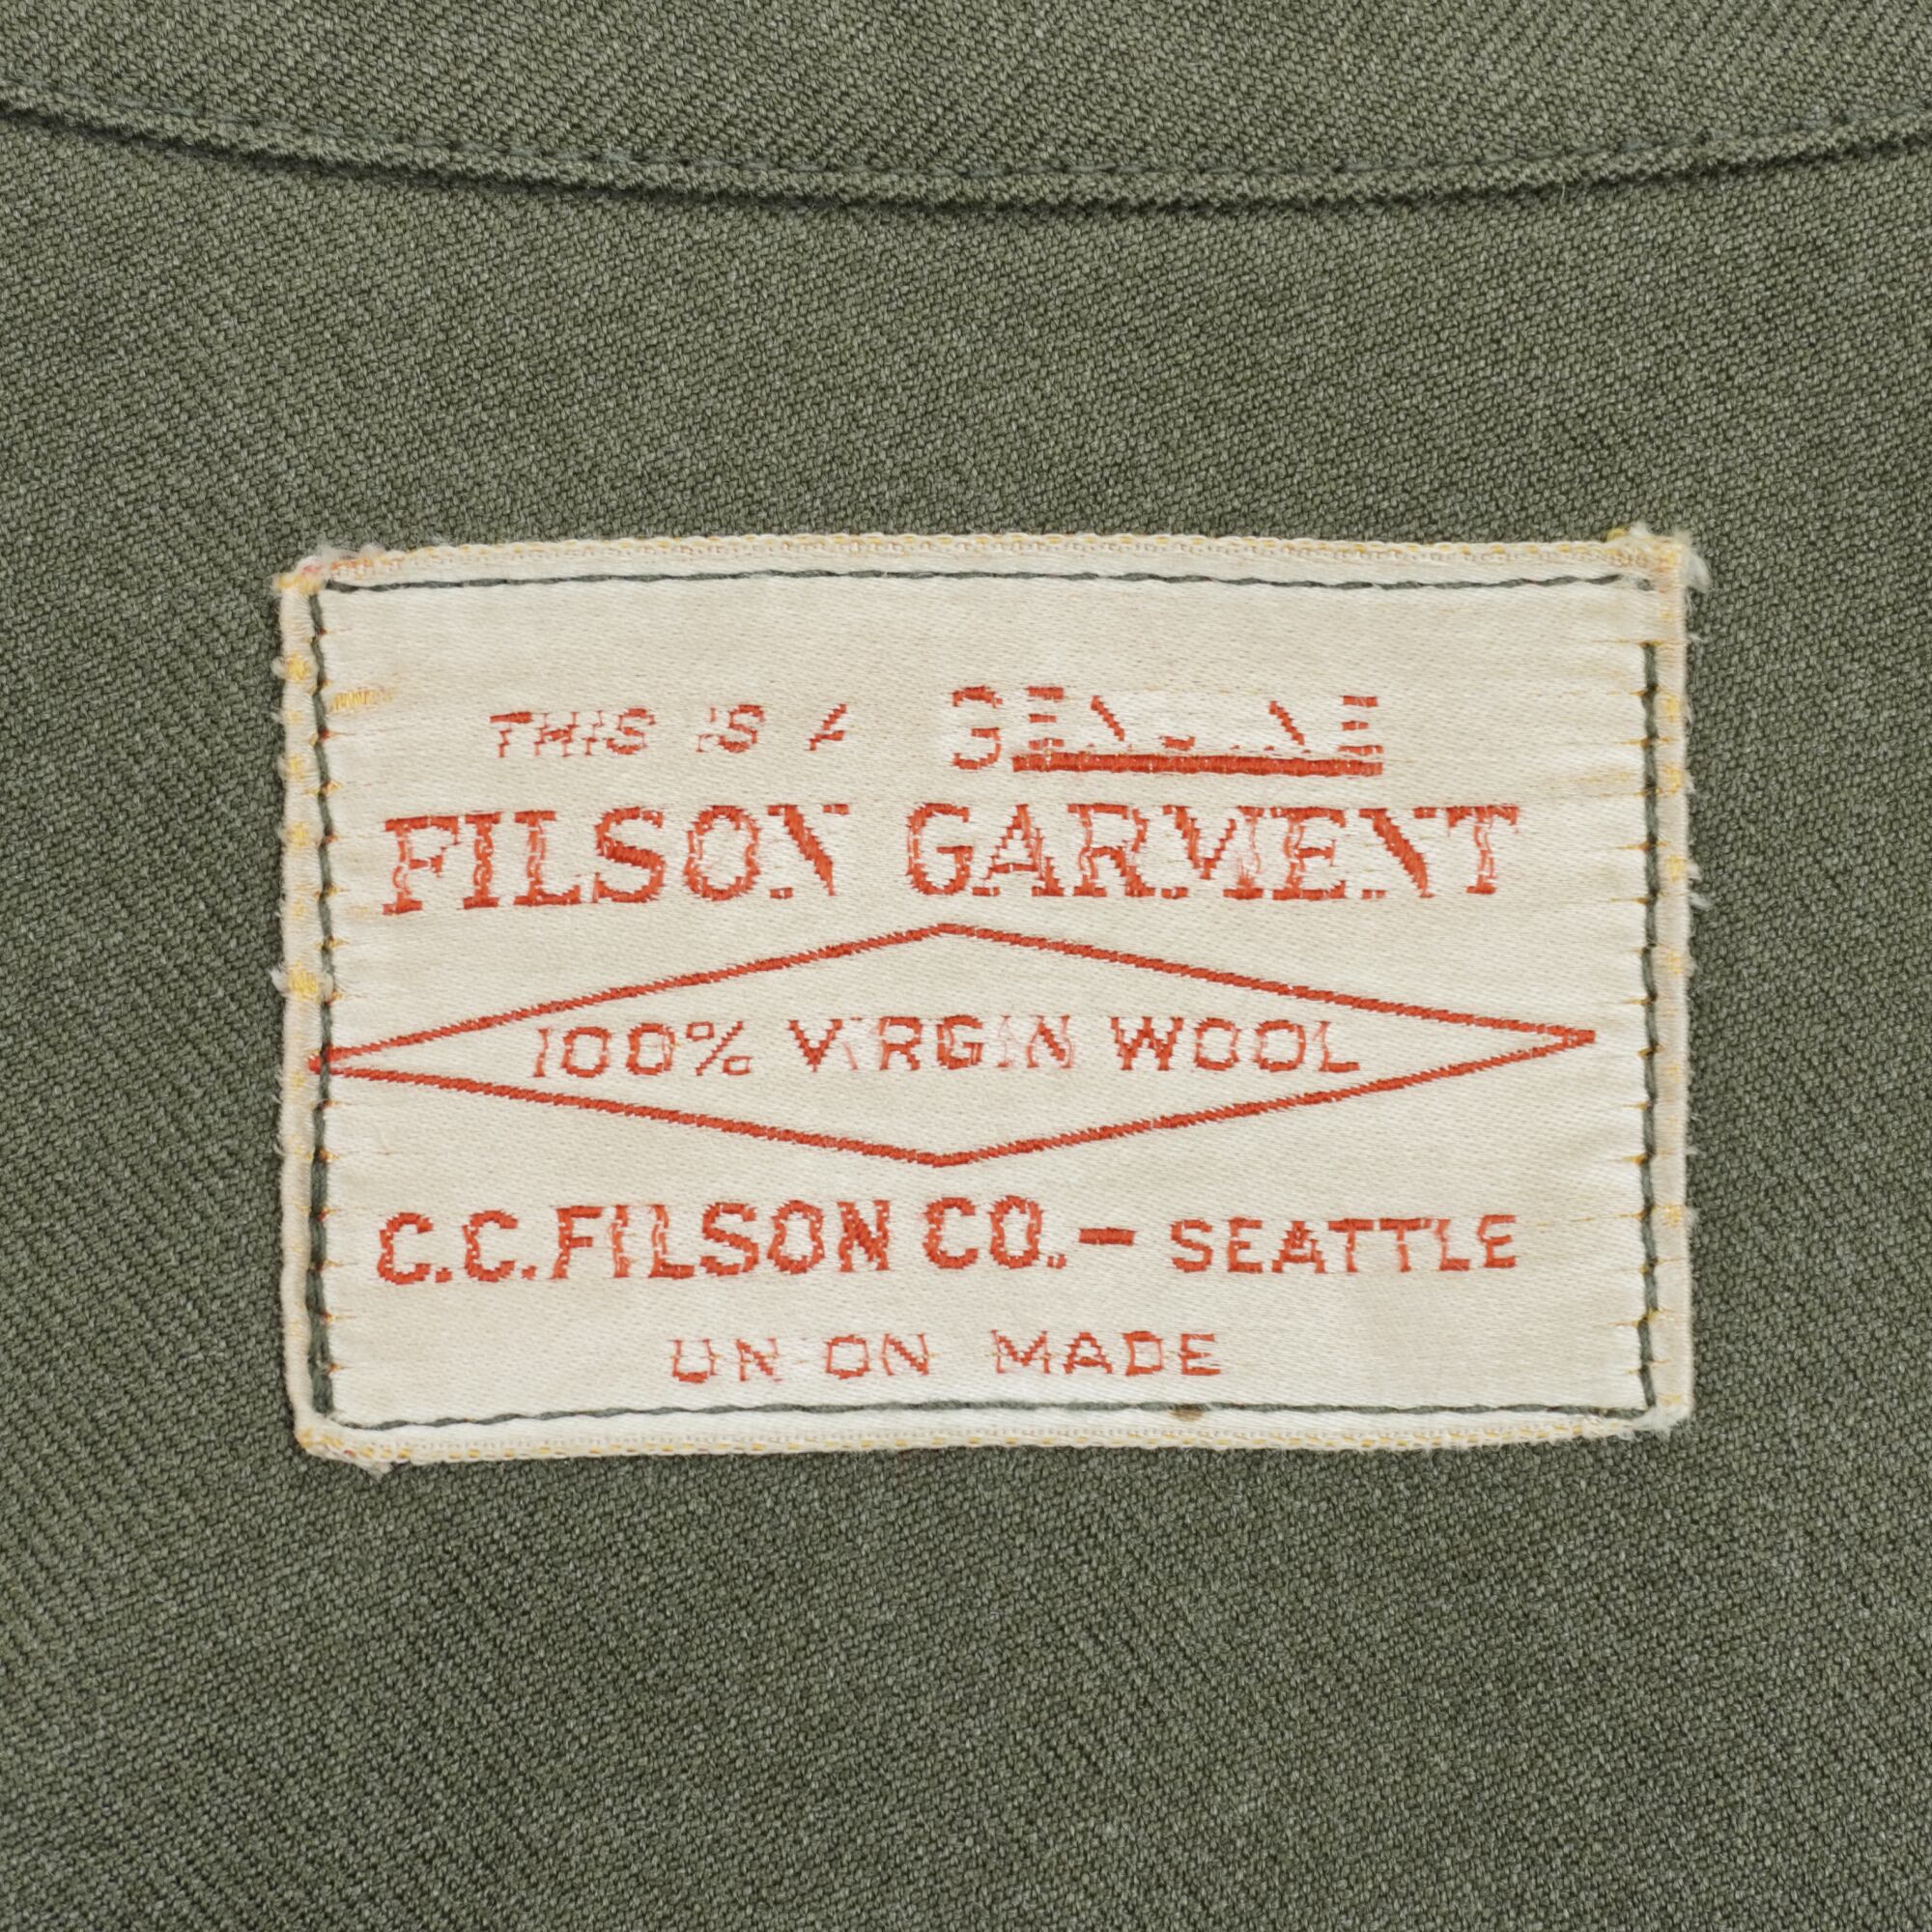 THIS IS A GENUINE
FILSON GARMENT
100% VIRGIN WOOL
C.C. FILSON CO. - SEATTLE
UNION MADE